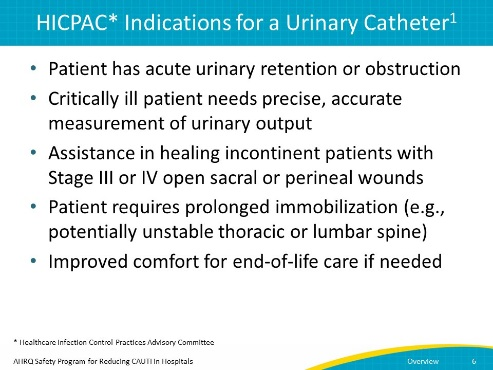 HICPAC* Indications for a Urinary Catheter1
• Patient has acute urinary retention or obstruction
• Critically ill patient needs precise, accurate
measurement of urinary output
• Assistance in healing incontinent patients with
Stage III or IV open sacral or perineal wounds
• Patient requires prolonged immobilization (e.g.,
potentially unstable thoracic or lumbar spine)
• Improved comfort for end-of-life care if needed
* Healthcare Infection Control Practices Advisory Committee
AHRQ Safety Program for Reducing CAUTI in Hospitals
Overview 6